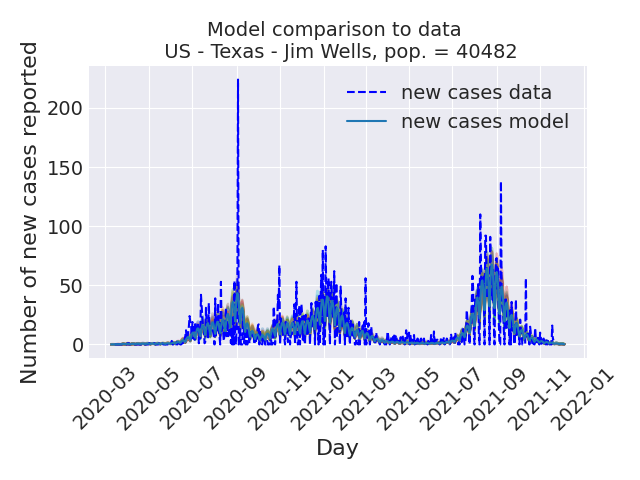 Model comparison to data
US - Texas - Jim Wells, pop. = 40482
Number of new cases reported
200
150
100
50
0
new cases data
new cases model
2020-03
2020-05
2020-07
2020-09
2020-11
2021-01
2021-03
2021-05
2021-07
2021-09
2021-11
2022-01
Day